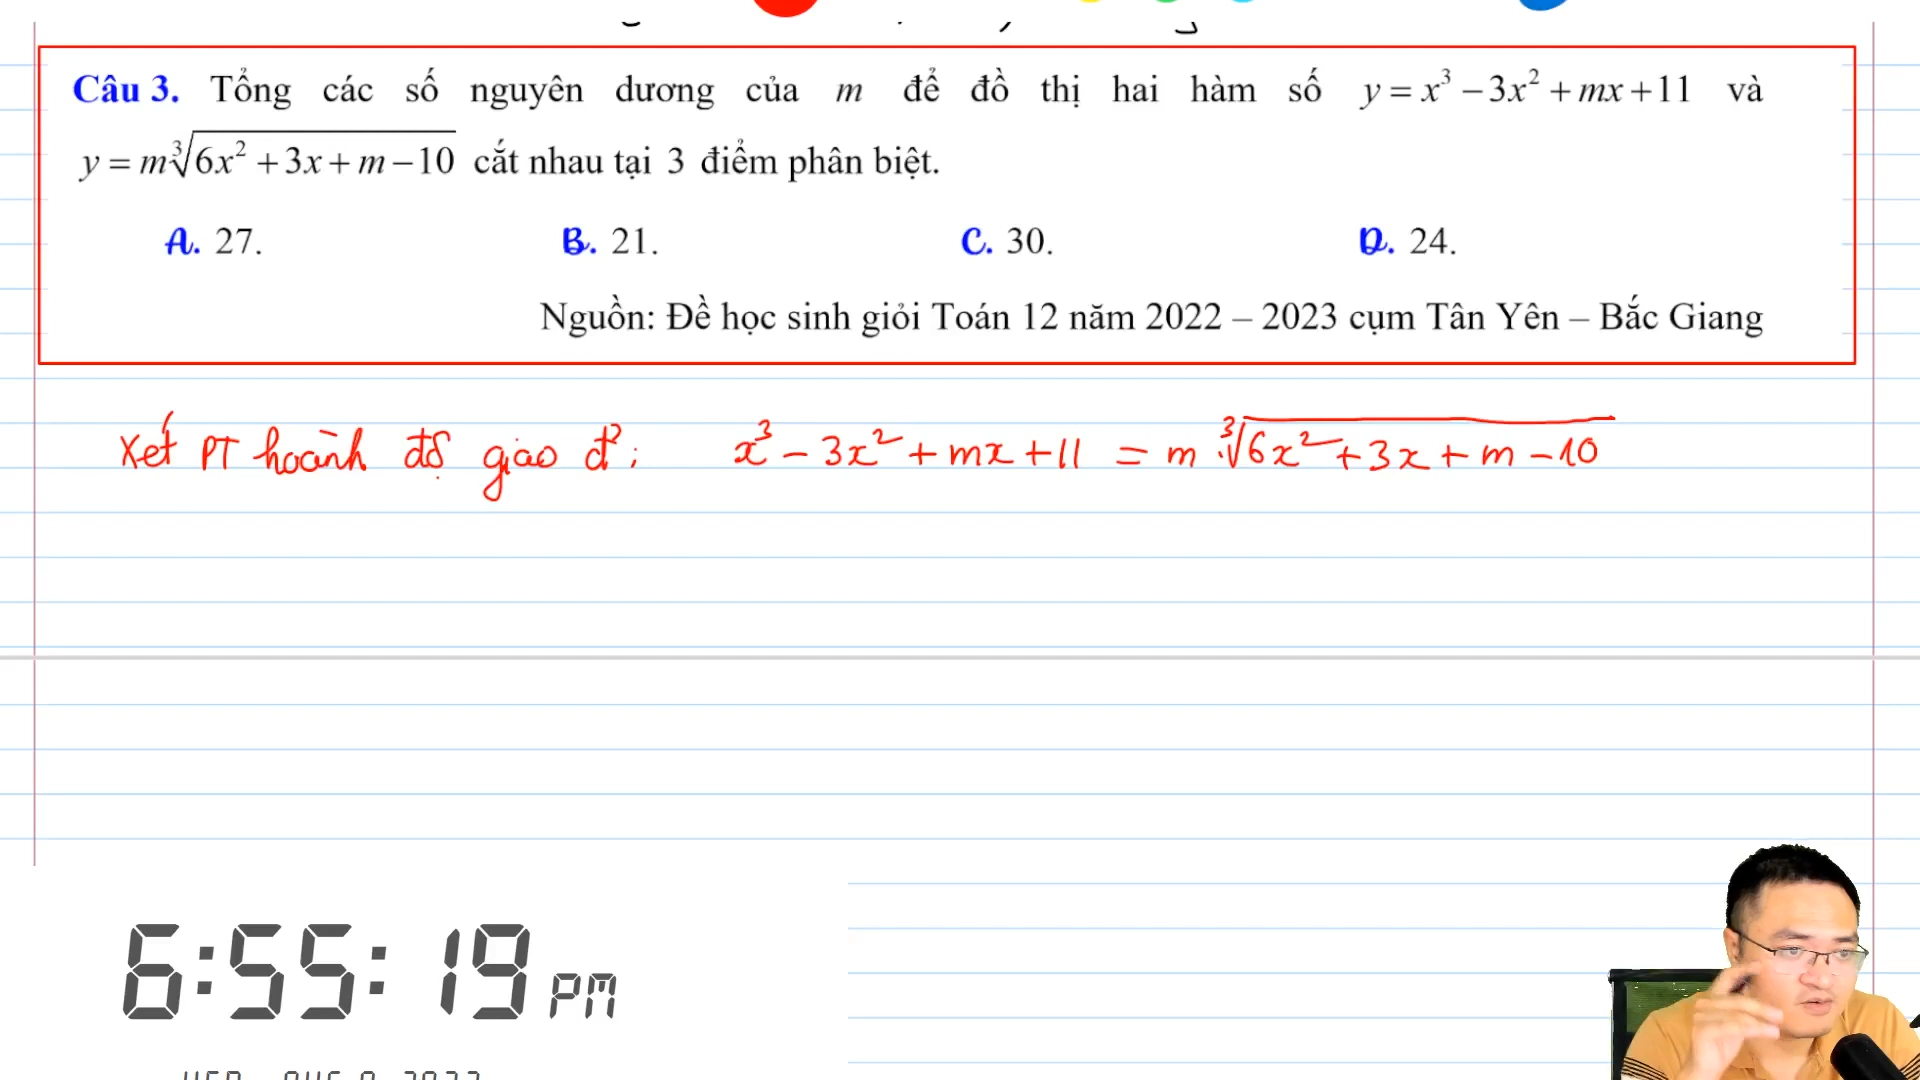 Câu 3. Tổng các số nguyên dương của m để đồ thị hai hàm số y = x³ − 3x² + mx + 11 và
y = m∛(6x² + 3x + m − 10) cắt nhau tại 3 điểm phân biệt.
A. 27. B. 21. C. 30. D. 24.
Nguồn: Đề học sinh giỏi Toán 12 năm 2022 – 2023 cụm Tân Yên – Bắc Giang
Xét PT hoành độ giao đ²: x³ − 3x² + mx + 11 = m.∛(6x² + 3x + m − 10)
6:55:19 PM